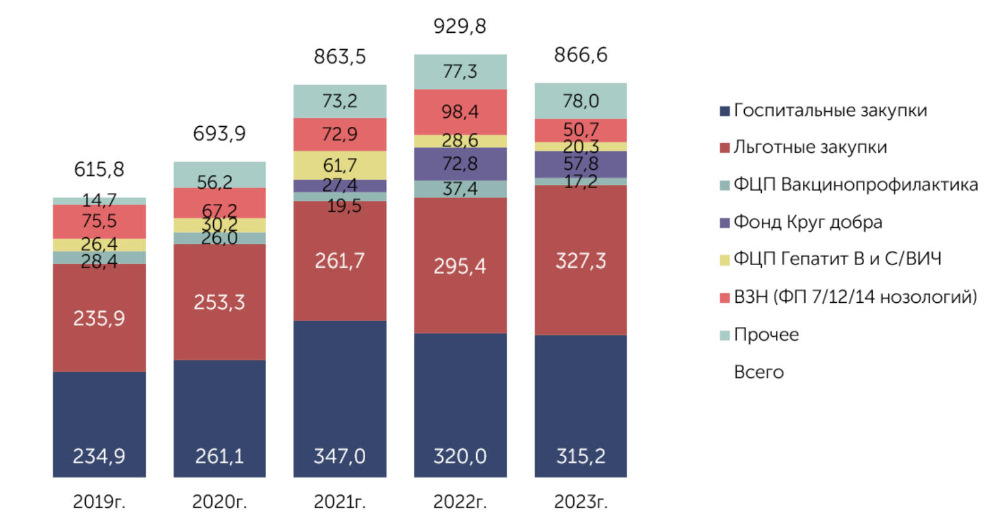 929,8
863,5
866,6
77,3
73,2
78,0
98,4
693,9
72,9
50,7
28,6
20,3
615,8
61,7
72,8
57,8
56,2
27,4
37,4
17,2
14,7
67,2
19,5
75,5
30,2
26,4
26,0
28,4
261,7
295,4
327,3
235,9
253,3
234,9
261,1
347,0
320,0
315,2
2019г.
2020г.
2021г.
2022г.
2023г.
Госпитальные закупки
Льготные закупки
ФЦП Вакцинопрофилактика
Фонд Круг добра
ФЦП Гепатит В и С/ВИЧ
ВЗН (ФП 7/12/14 нозологий)
Прочее
Всего